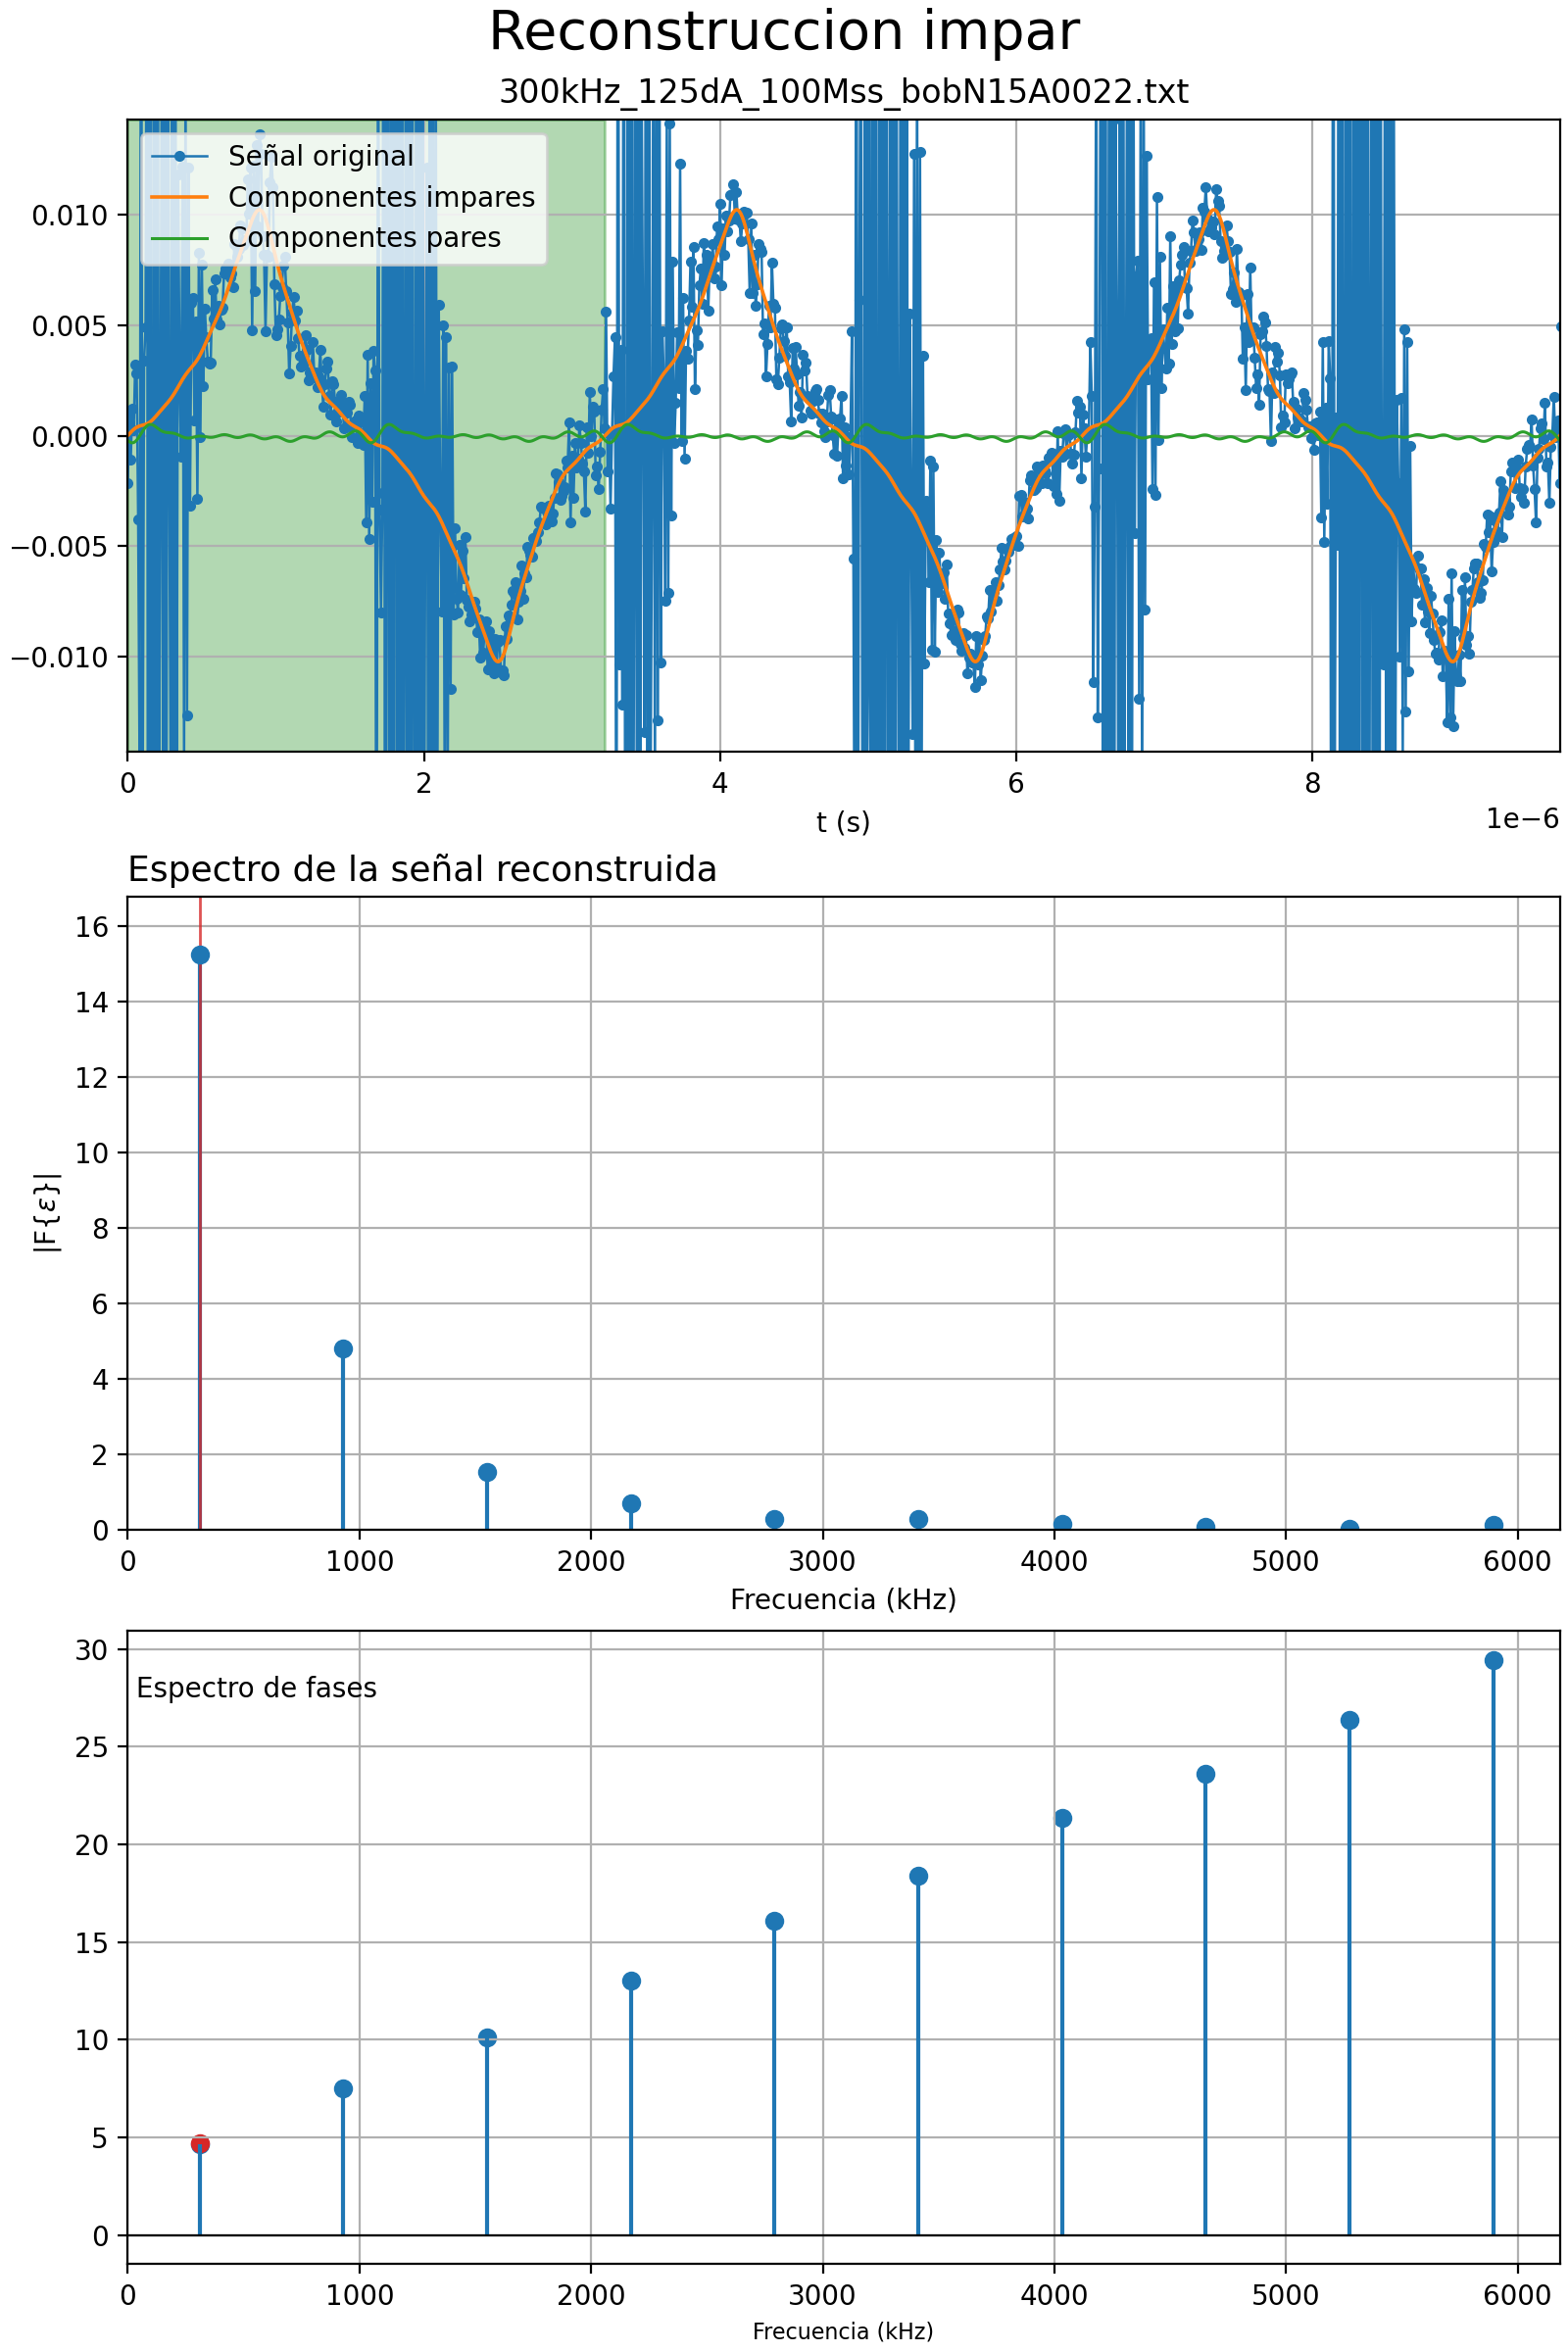 Reconstruccion impar
300kHz_125dA_100Mss_bobN15A0022.txt
Señal original
Componentes impares
Componentes pares
0.010
0.005
0.000
−0.005
−0.010
0 2 4 6 8
1e−6
t (s)
Espectro de la señal reconstruida
16
14
12
10
8
6
4
2
0
|F{ε}|
0 1000 2000 3000 4000 5000 6000
Frecuencia (kHz)
30
Espectro de fases
25
20
15
10
5
0
0 1000 2000 3000 4000 5000 6000
Frecuencia (kHz)